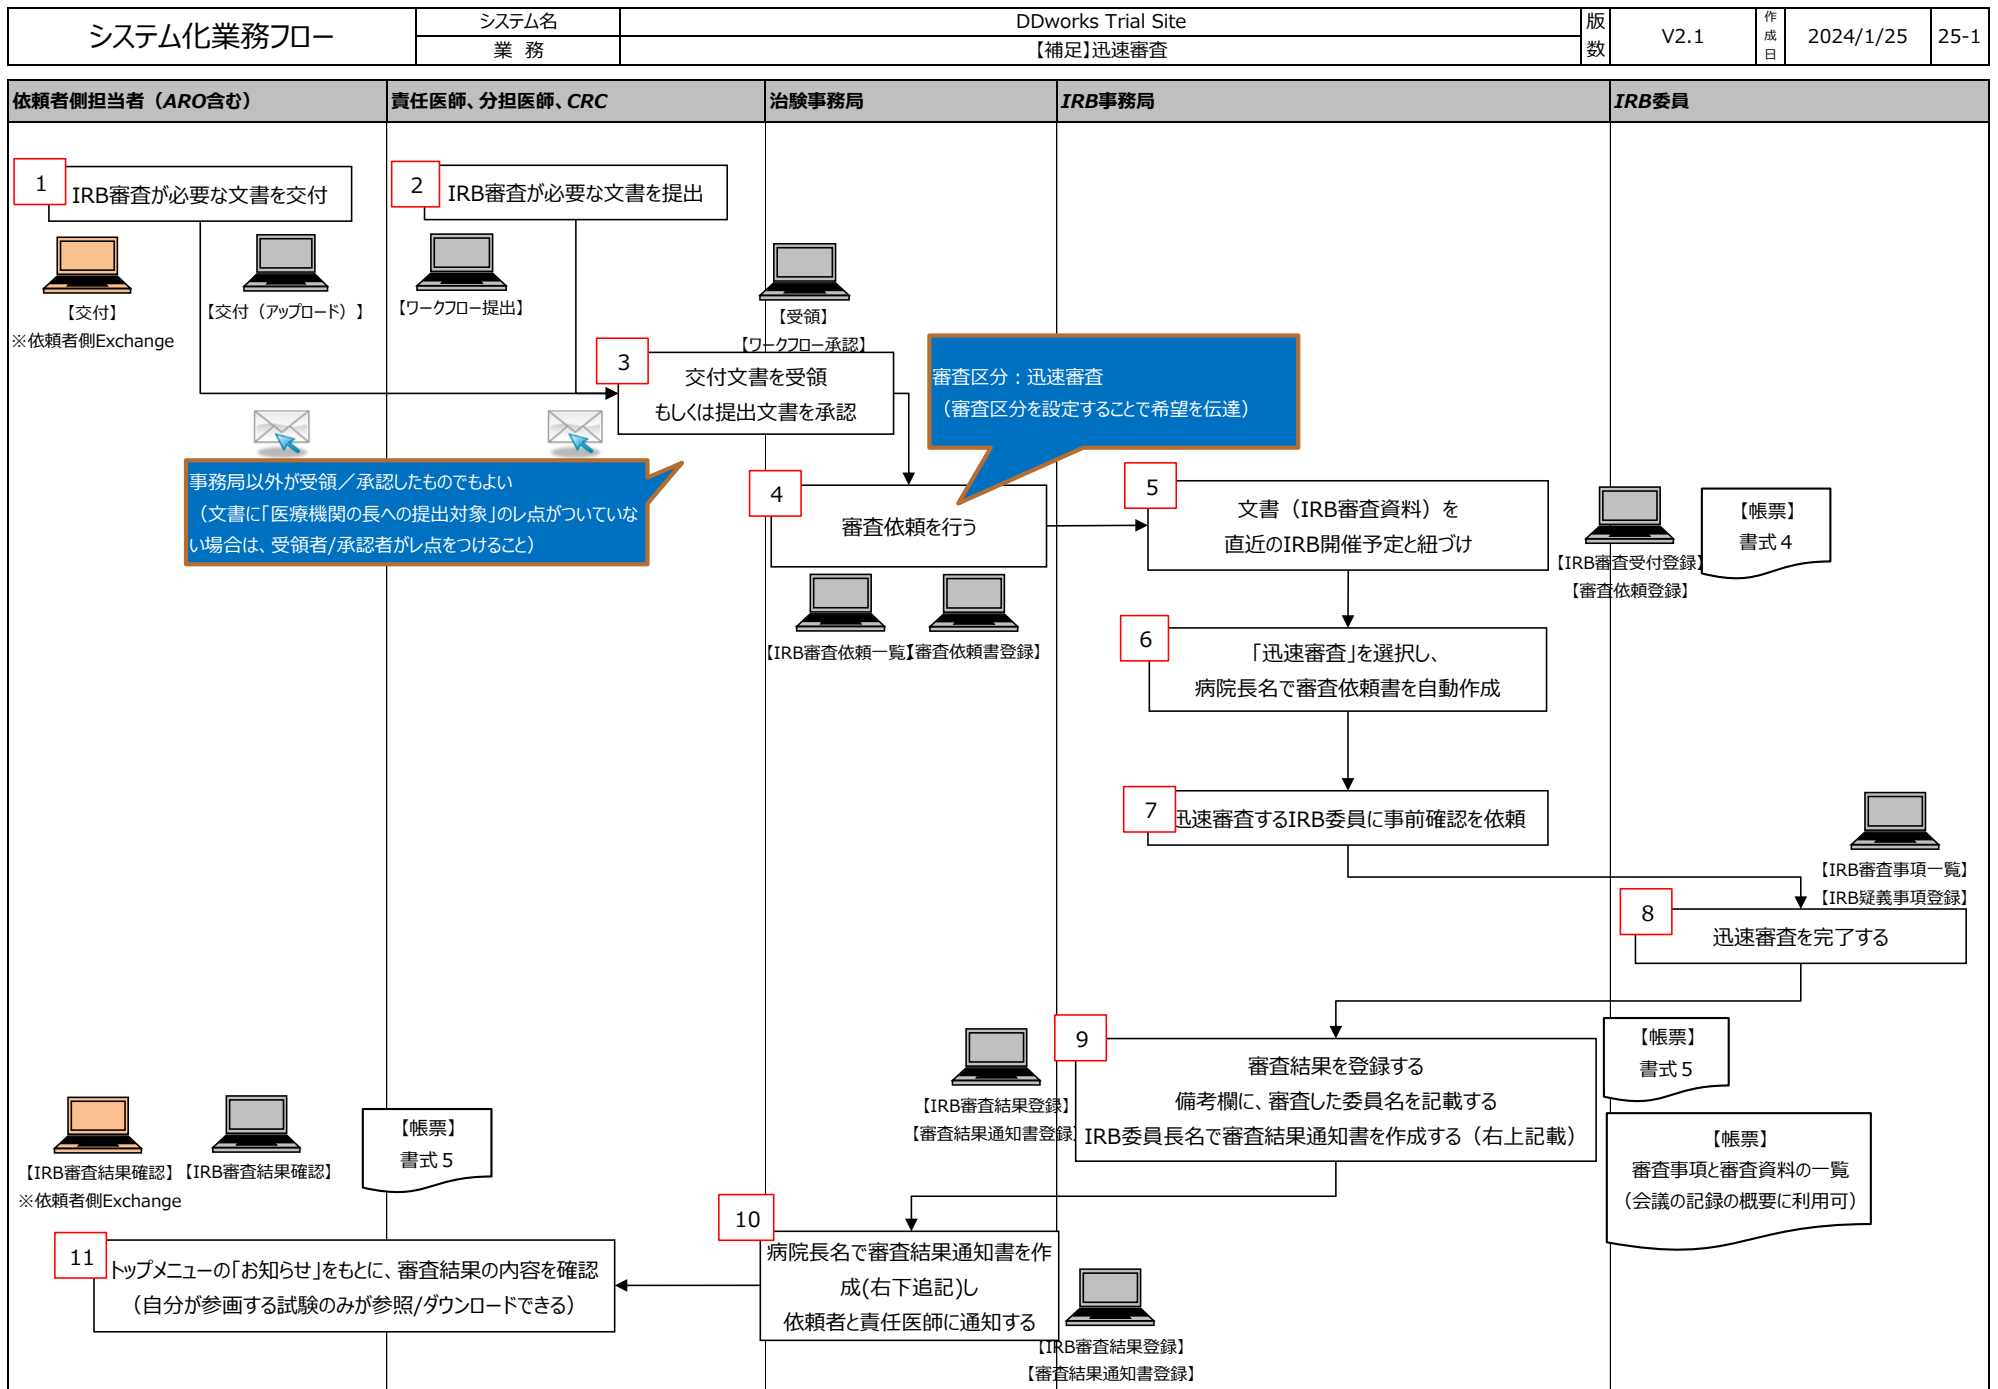 システム化業務フロー
システム名
DDworks Trial Site
業 務
【補足】迅速審査
版数
V2.1
作成日
2024/1/25
25-1
依頼者側担当者（ARO含む）
責任医師、分担医師、CRC
治験事務局
IRB事務局
IRB委員
1
IRB審査が必要な文書を交付
2
IRB審査が必要な文書を提出
【交付】
※依頼者側Exchange
【交付（アップロード）】
【ワークフロー提出】
【受領】
【ワークフロー承認】
3
交付文書を受領
もしくは提出文書を承認
審査区分：迅速審査
（審査区分を設定することで希望を伝達）
事務局以外が受領／承認したものでもよい
（文書に「医療機関の長への提出対象」のレ点がついていな
い場合は、受領者/承認者がレ点をつけること）
4
審査依頼を行う
【IRB審査依頼一覧】
【審査依頼書登録】
5
文書（IRB審査資料）を
直近のIRB開催予定と紐づけ
【IRB審査受付登録】
【審査依頼登録】
【帳票】
書式４
6
「迅速審査」を選択し、
病院長名で審査依頼書を自動作成
7
迅速審査するIRB委員に事前確認を依頼
【IRB審査事項一覧】
【IRB疑義事項登録】
8
迅速審査を完了する
9
審査結果を登録する
備考欄に、審査した委員名を記載する
IRB委員長名で審査結果通知書を作成する（右上記載）
【IRB審査結果登録】
【審査結果通知書登録】
【帳票】
書式５
【帳票】
審査事項と審査資料の一覧
（会議の記録の概要に利用可）
【IRB審査結果確認】
※依頼者側Exchange
【IRB審査結果確認】
【帳票】
書式５
10
病院長名で審査結果通知書を作
成(右下追記)し
依頼者と責任医師に通知する
【IRB審査結果登録】
【審査結果通知書登録】
11
トップメニューの「お知らせ」をもとに、審査結果の内容を確認
（自分が参画する試験のみが参照/ダウンロードできる）